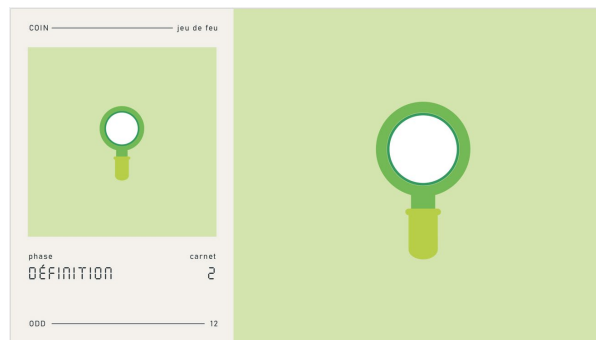 COIN jeu de feu
phase carnet
DÉFINITION 2
ODD 12